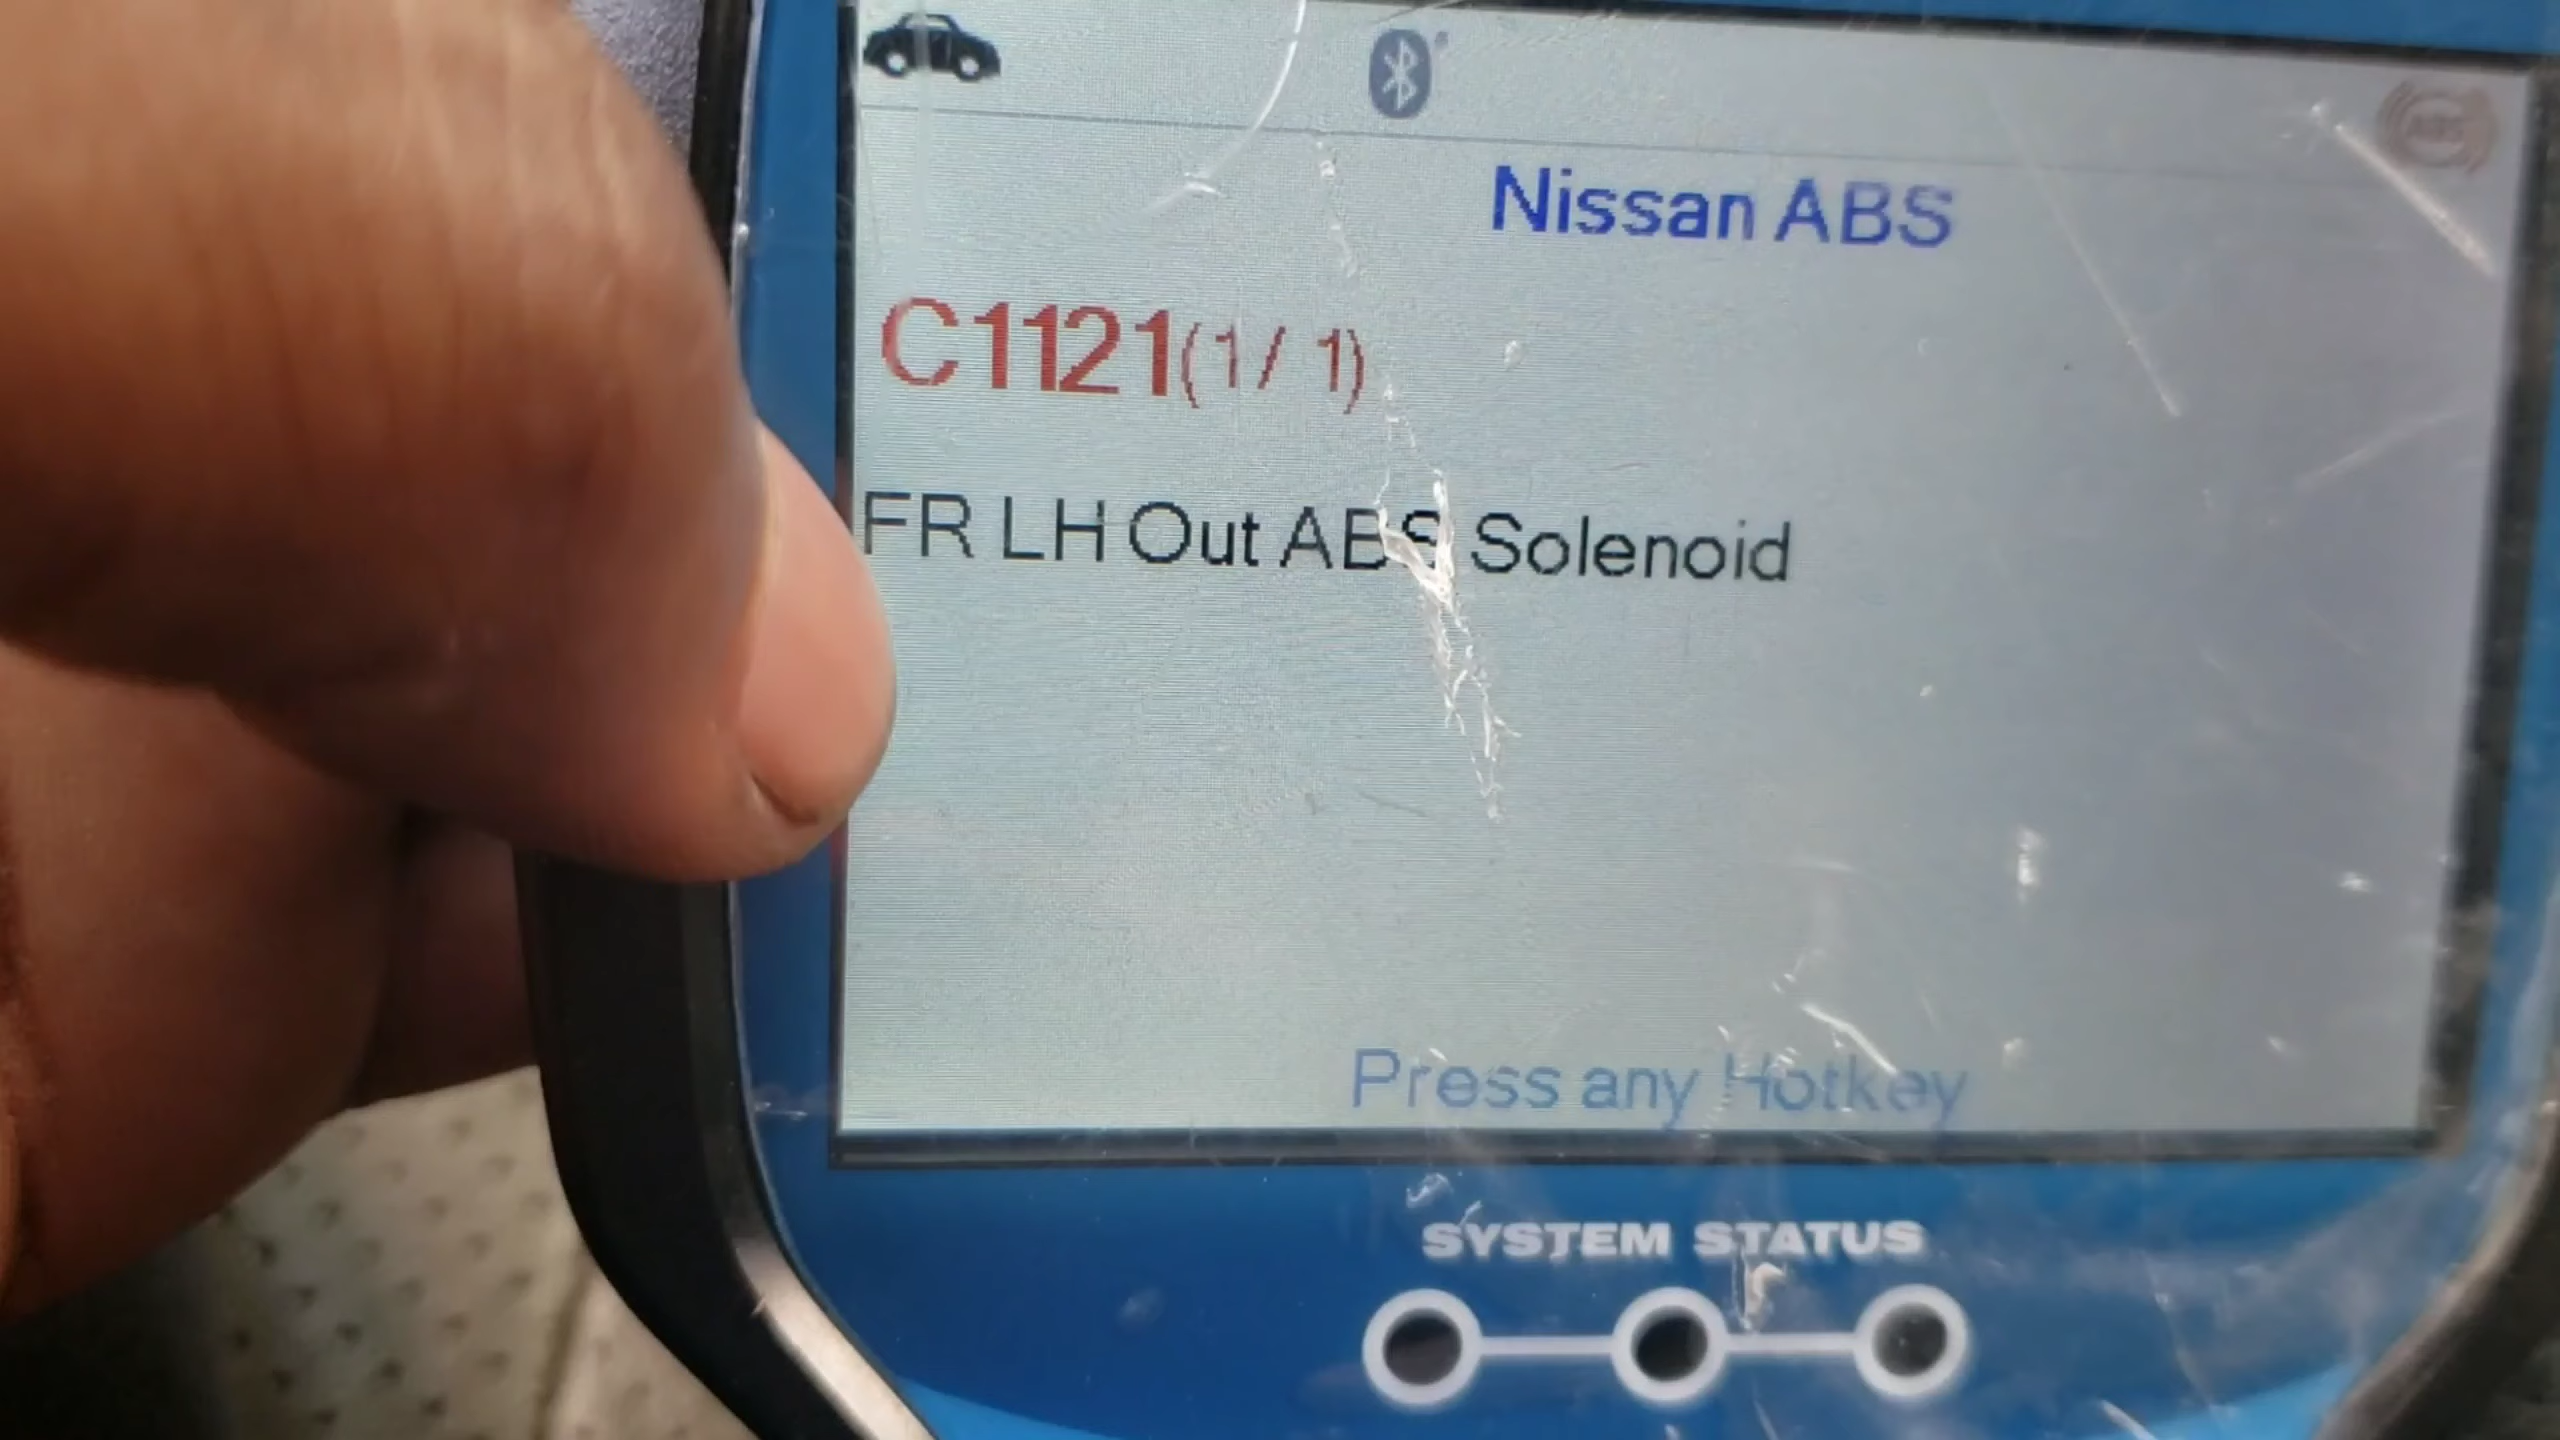 Nissan ABS
C1121(1/ 1)
FR LH Out ABS Solenoid
Press any Hotkey
SYSTEM STATUS